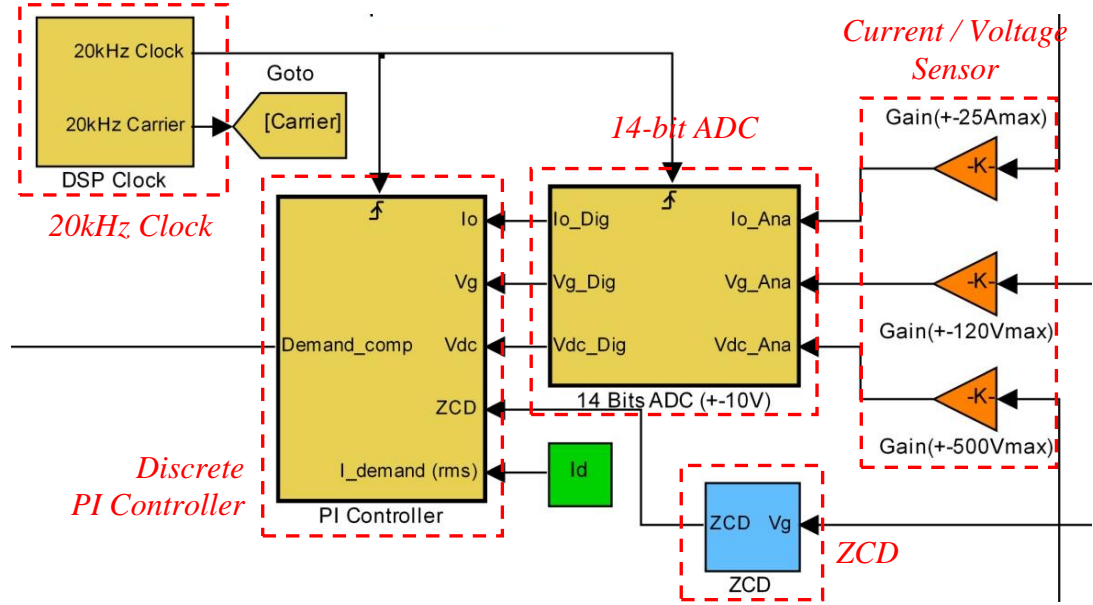 20kHz Clock
20kHz Carrier
DSP Clock
20kHz Clock
Goto
[Carrier]
14-bit ADC
Current / Voltage
Sensor
Gain(+-25Amax)
-K-
Gain(+-120Vmax)
-K-
Gain(+-500Vmax)
-K-
Io_Dig
Io_Ana
Vg_Dig
Vg_Ana
Vdc_Dig
Vdc_Ana
14 Bits ADC (+-10V)
Io
Vg
Demand_comp
Vdc
ZCD
I_demand (rms)
PI Controller
Discrete
PI Controller
Id
ZCD
Vg
ZCD
ZCD